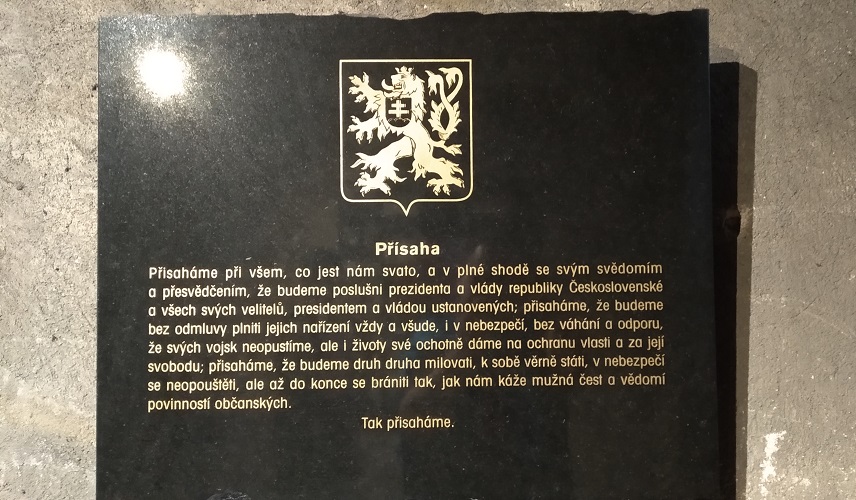 Přísaha
Přisaháme při všem, co jest nám svato, a v plné shodě se svým svědomím
a přesvědčením, že budeme poslušni prezidenta a vlády republiky Československé
a všech svých velitelů, presidentem a vládou ustanovených; přisaháme, že budeme
bez odmluvy plniti jejich nařízení vždy a všude, i v nebezpečí, bez váhání a odporu,
že svých vojsk neopustíme, ale i životy své ochotně dáme na ochranu vlasti a za její
svobodu; přisaháme, že budeme druh druha milovati, k sobě věrně státi, v nebezpečí
se neopouštěti, ale až do konce se brániti tak, jak nám káže mužná čest a vědomí
povinností občanských.
Tak přisaháme.